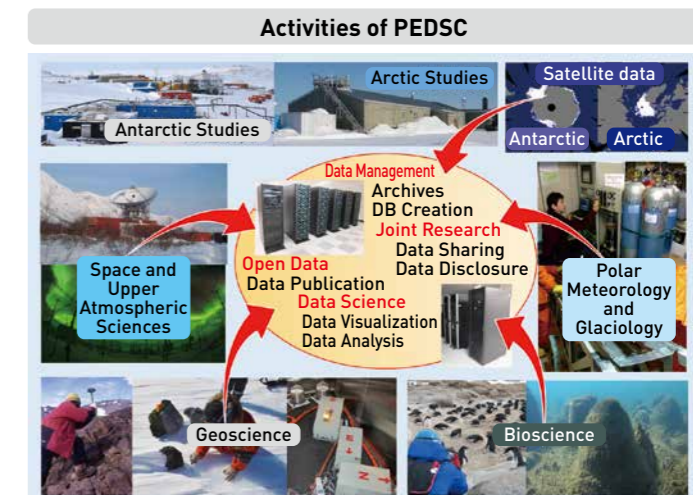 Activities of PEDSC
Antarctic Studies
Arctic Studies
Satellite data
Antarctic
Arctic
Data Management
Archives
DB Creation
Joint Research
Data Sharing
Data Disclosure
Open Data
Data Publication
Data Science
Data Visualization
Data Analysis
Space and
Upper
Atmospheric
Sciences
Polar
Meteorology
and
Glaciology
Geoscience
E
N
Z
Bioscience